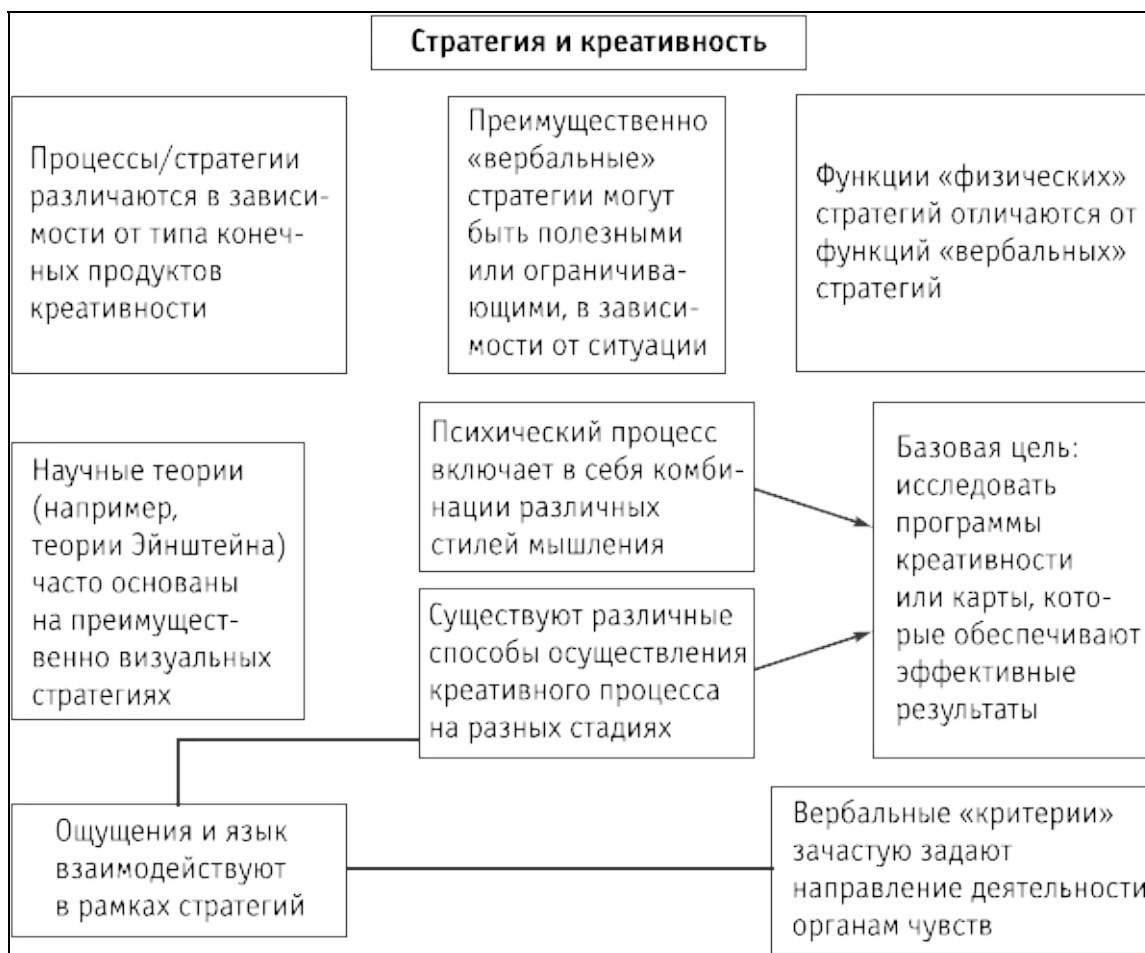 Стратегия и креативность
Процессы/стратегии
различаются в зависи-
мости от типа конеч-
ных продуктов
креативности
Преимущественно
«вербальные»
стратегии могут
быть полезными
или ограничива-
ющими, в зависи-
мости от ситуации
Функции «физических»
стратегий отличаются от
функций «вербальных»
стратегий
Научные теории
(например,
теории Эйнштейна)
часто основаны
на преимущест-
венно визуальных
стратегиях
Психический процесс
включает в себя комби-
нации различных
стилей мышления
Существуют различные
способы осуществления
креативного процесса
на разных стадиях
Базовая цель:
исследовать
программы
креативности
или карты, кото-
рые обеспечивают
эффективные
результаты
Ощущения и язык
взаимодействуют
в рамках стратегий
Вербальные «критерии»
зачастую задают
направление деятельности
органам чувств